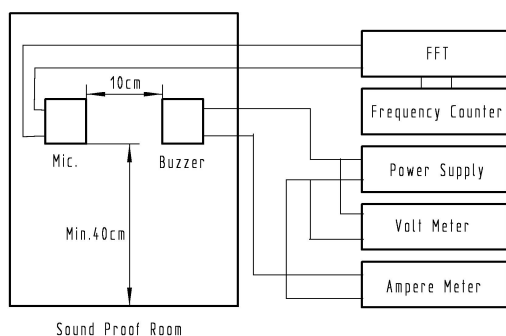 10cm
Mic.
Buzzer
Min.40cm
Sound Proof Room
FFT
Frequency Counter
Power Supply
Volt Meter
Ampere Meter